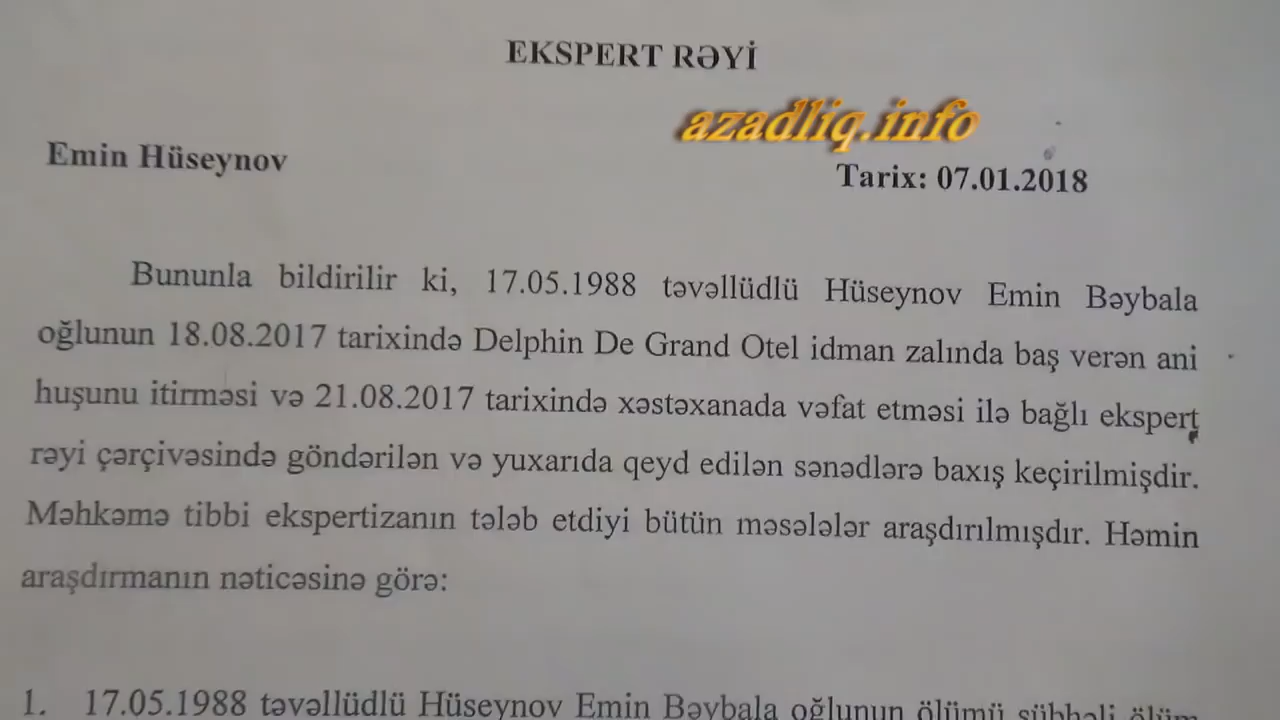 EKSPERT RƏYİ
azadliq.info
Emin Hüseynov
Tarix: 07.01.2018
Bununla bildirilir ki, 17.05.1988 təvəllüdlü Hüseynov Emin Bəybala
oğlunun 18.08.2017 tarixində Delphin De Grand Otel idman zalında baş verən ani
huşunu itirməsi və 21.08.2017 tarixində xəstəxanada vəfat etməsi ilə bağlı ekspert
rəyi çərçivəsində göndərilən və yuxarıda qeyd edilən sənədlərə baxış keçirilmişdir.
Məhkəmə tibbi ekspertizanın tələb etdiyi bütün məsələlər araşdırılmışdır. Həmin
araşdırmanın nəticəsinə görə:
1. 17.05.1988 təvəllüdlü Hüseynov Emin Bəybala oğlunun ölümü şübhəli ölüm